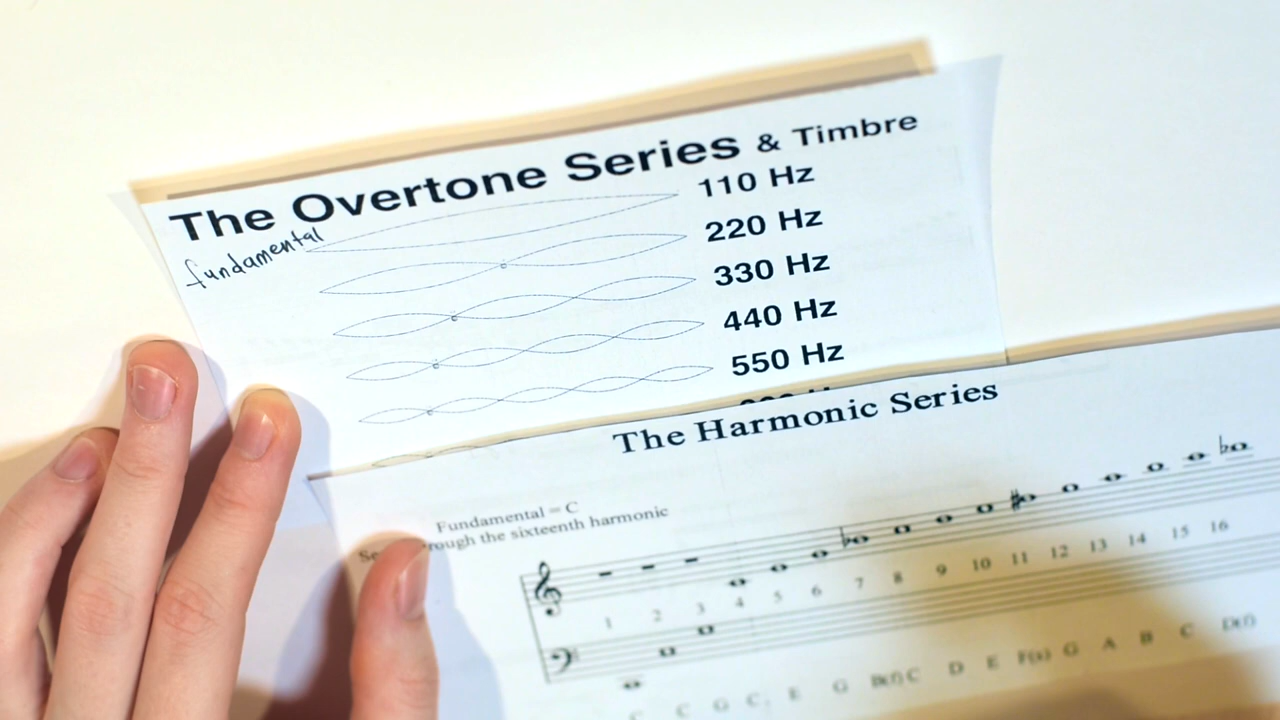 The Overtone Series & Timbre
fundamental
110 Hz
220 Hz
330 Hz
440 Hz
550 Hz
The Harmonic Series
Fundamental = C
rough the sixteenth harmonic
1 2 3 4 5 6 7 8 9 10 11 12 13 14 15 16
C C G C E G B(♭) C D E F(♯) G A B C D(♭)